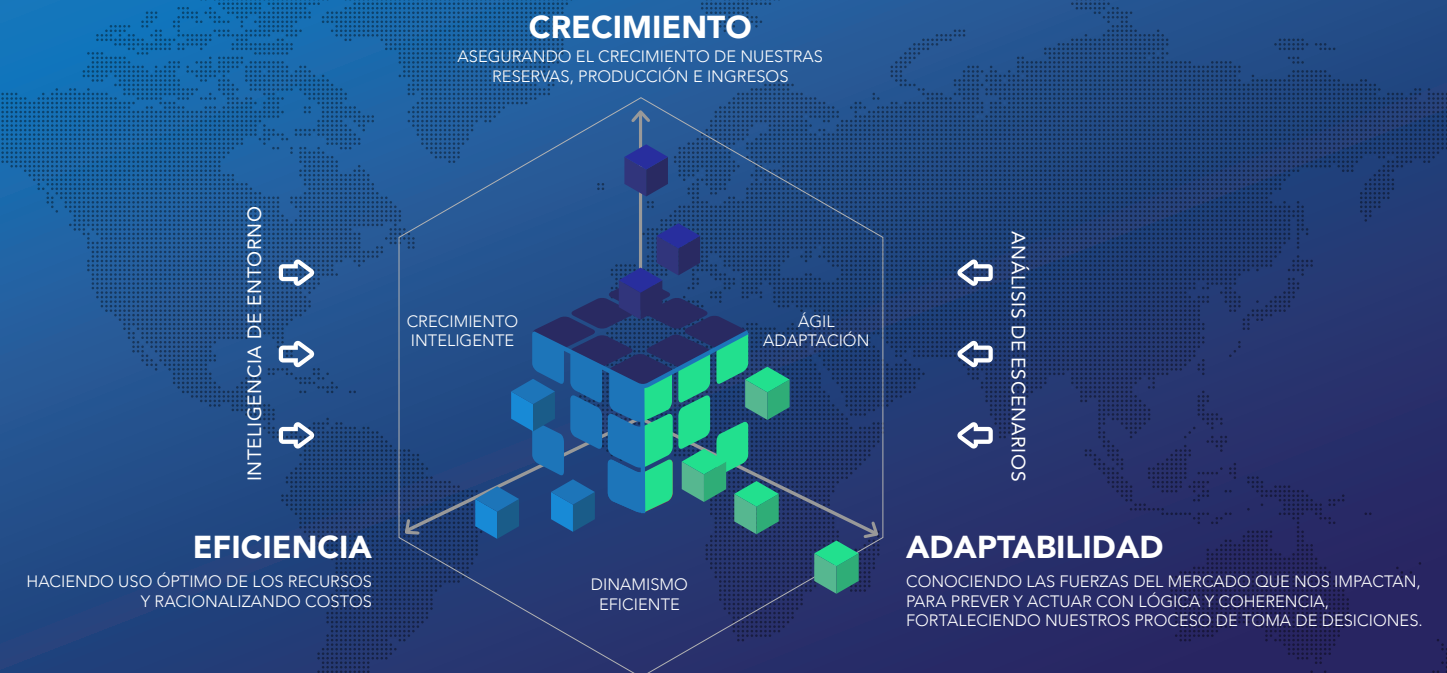 CRECIMIENTO
ASEGURANDO EL CRECIMIENTO DE NUESTRAS
RESERVAS, PRODUCCIÓN E INGRESOS
INTELIGENCIA DE ENTORNO
CRECIMIENTO
INTELIGENTE
ÁGIL
ADAPTACIÓN
ANÁLISIS DE ESCENARIOS
EFICIENCIA
HACIENDO USO ÓPTIMO DE LOS RECURSOS
Y RACIONALIZANDO COSTOS
DINAMISMO
EFICIENTE
ADAPTABILIDAD
CONOCIENDO LAS FUERZAS DEL MERCADO QUE NOS IMPACTAN,
PARA PREVER Y ACTUAR CON LÓGICA Y COHERENCIA,
FORTALECIENDO NUESTROS PROCESO DE TOMA DE DESICIONES.